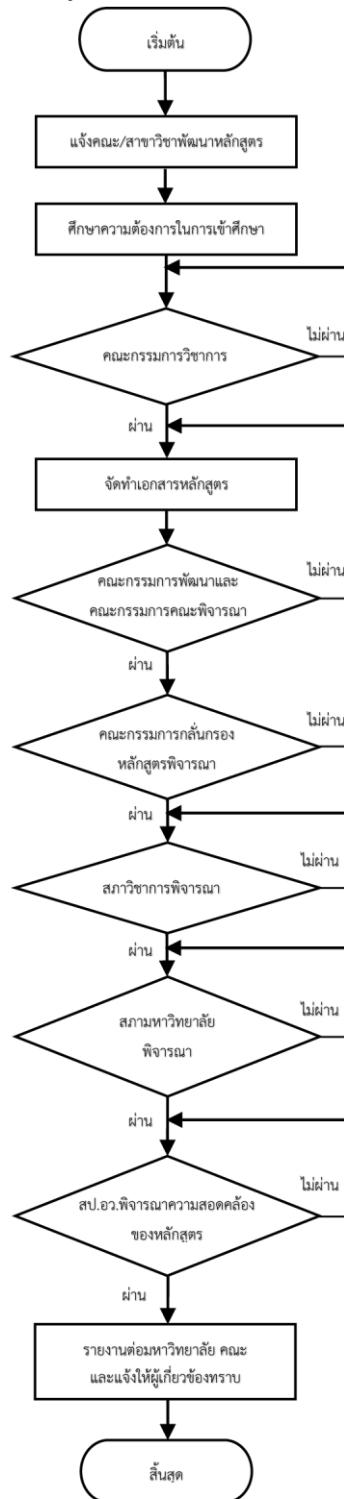 เริ่มต้น
แจ้งคณะ/สาขาวิชาพัฒนาหลักสูตร
ศึกษาความต้องการในการเข้าศึกษา
คณะกรรมการวิชาการ
ไม่ผ่าน
ผ่าน
จัดทำเอกสารหลักสูตร
คณะกรรมการพัฒนาและ
คณะกรรมการคณะพิจารณา
ไม่ผ่าน
ผ่าน
คณะกรรมการกลั่นกรอง
หลักสูตรพิจารณา
ไม่ผ่าน
ผ่าน
สภาวิชาการพิจารณา
ไม่ผ่าน
ผ่าน
สภามหาวิทยาลัย
พิจารณา
ไม่ผ่าน
ผ่าน
สป.อว.พิจารณาความสอดคล้อง
ของหลักสูตร
ไม่ผ่าน
ผ่าน
รายงานต่อมหาวิทยาลัย คณะ
และแจ้งให้ผู้เกี่ยวข้องทราบ
สิ้นสุด